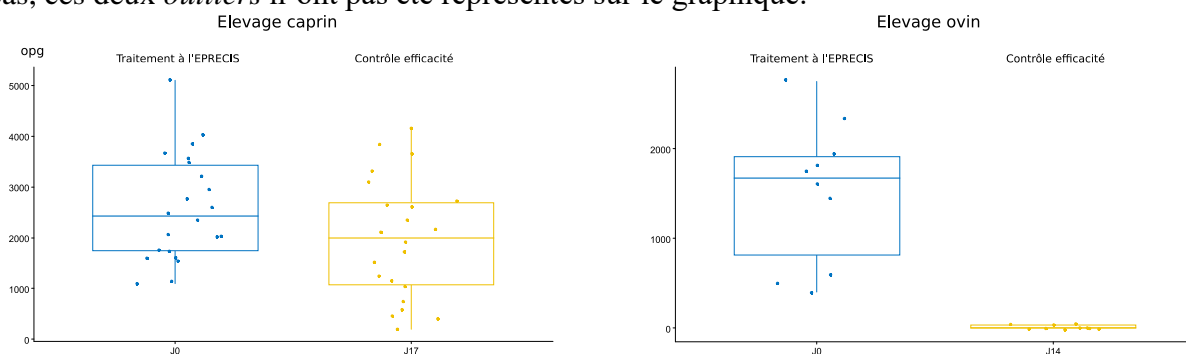 pas, ces deux outliers n'ont pas été représentés sur le graphique.
Elevage caprin
opg
Traitement à l'EPRECIS
Contrôle efficacité
5000
4000
3000
2000
1000
0
J0
J17
Elevage ovin
Traitement à l'EPRECIS
Contrôle efficacité
2000
1000
0
J0
J14